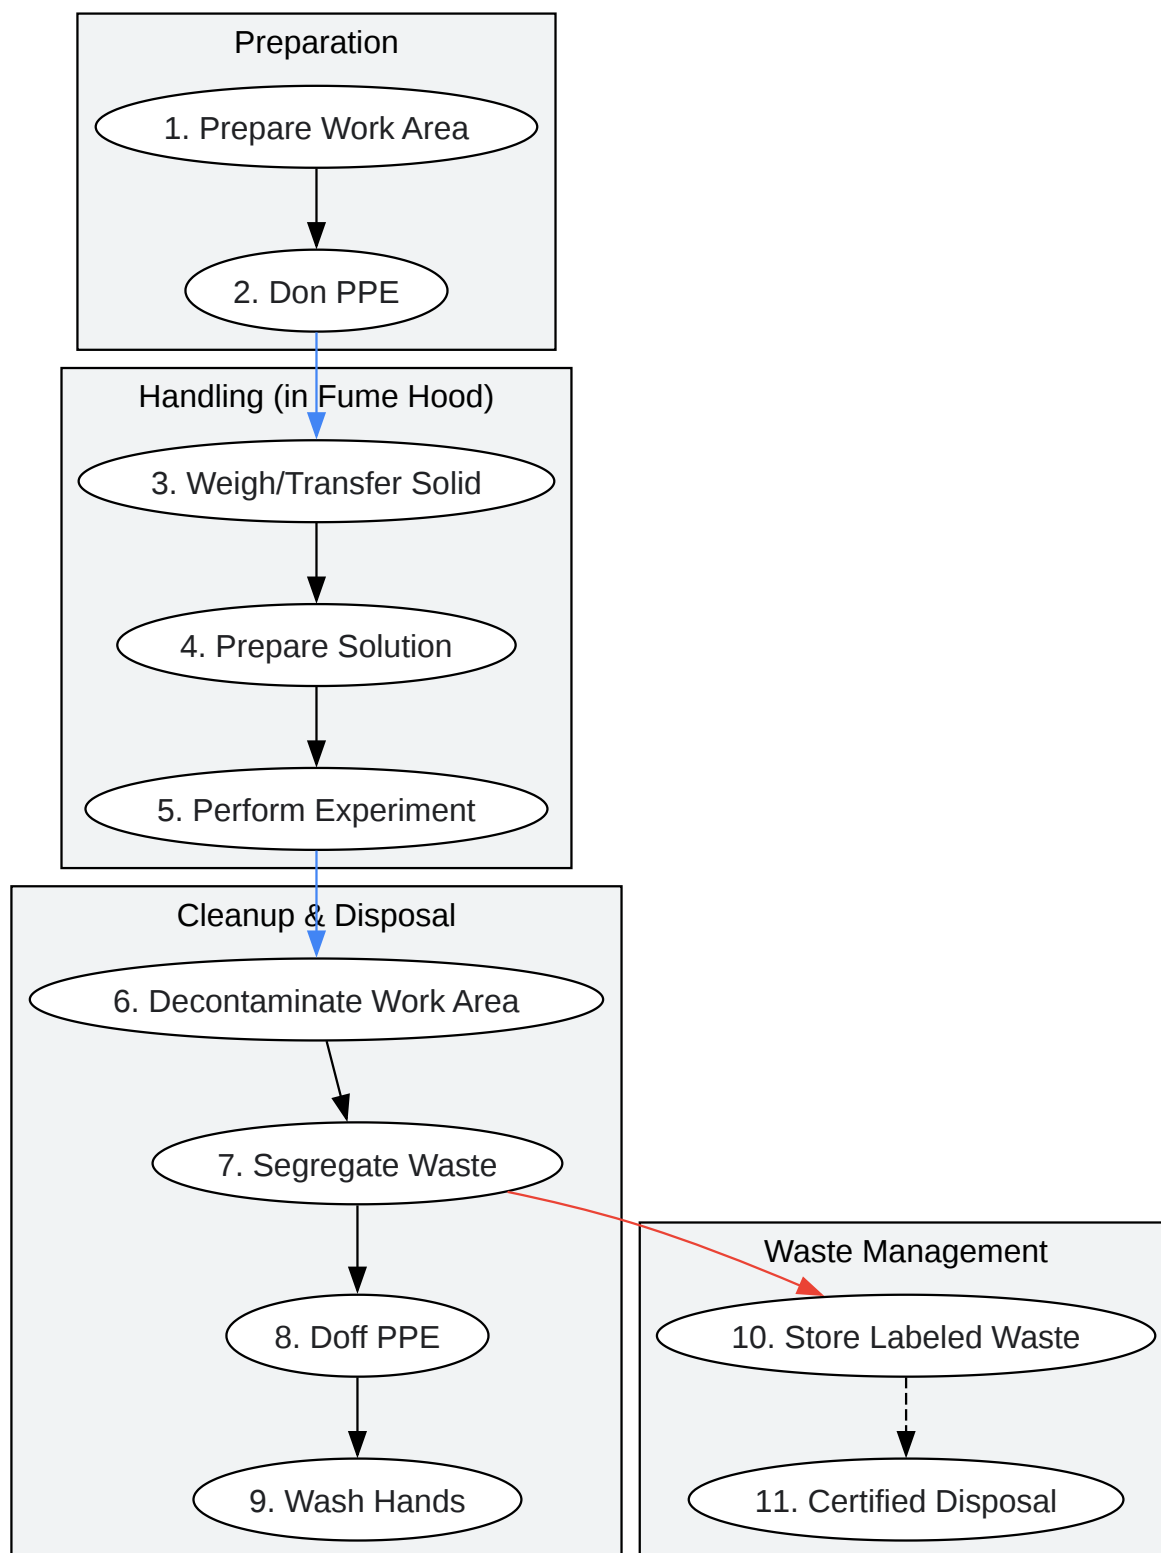 Preparation
1. Prepare Work Area
2. Don PPE
Handling (in Fume Hood)
3. Weigh/Transfer Solid
4. Prepare Solution
5. Perform Experiment
Cleanup & Disposal
6. Decontaminate Work Area
7. Segregate Waste
8. Doff PPE
9. Wash Hands
Waste Management
10. Store Labeled Waste
11. Certified Disposal